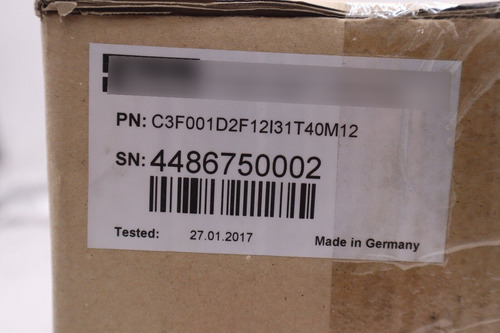 PN: C3F001D2F12I31T40M12
SN: 4486750002
Tested: 27.01.2017 Made in Germany